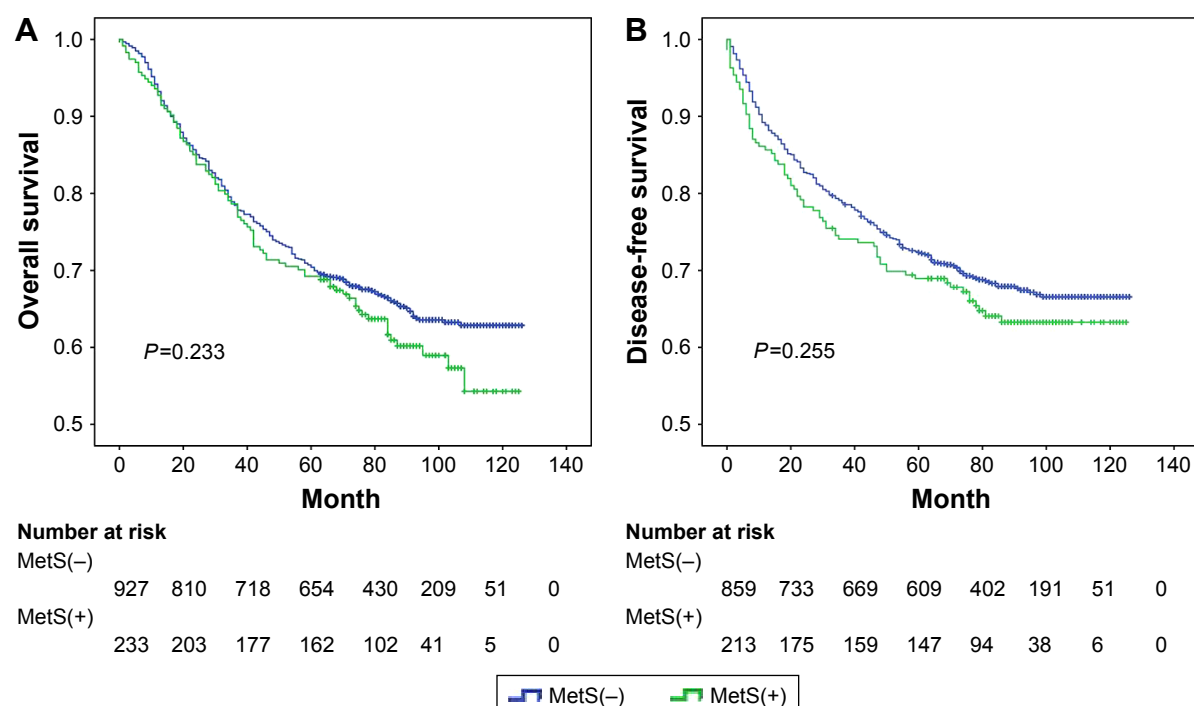 A
B
Overall survival
1.0
0.9
0.8
0.7
0.6
0.5
P=0.233
0 20 40 60 80 100 120 140
Month
Disease-free survival
1.0
0.9
0.8
0.7
0.6
0.5
P=0.255
0 20 40 60 80 100 120 140
Month
Number at risk
MetS(–)
927 810 718 654 430 209 51 0
MetS(+)
233 203 177 162 102 41 5 0
Number at risk
MetS(–)
859 733 669 609 402 191 51 0
MetS(+)
213 175 159 147 94 38 6 0
MetS(–) MetS(+)